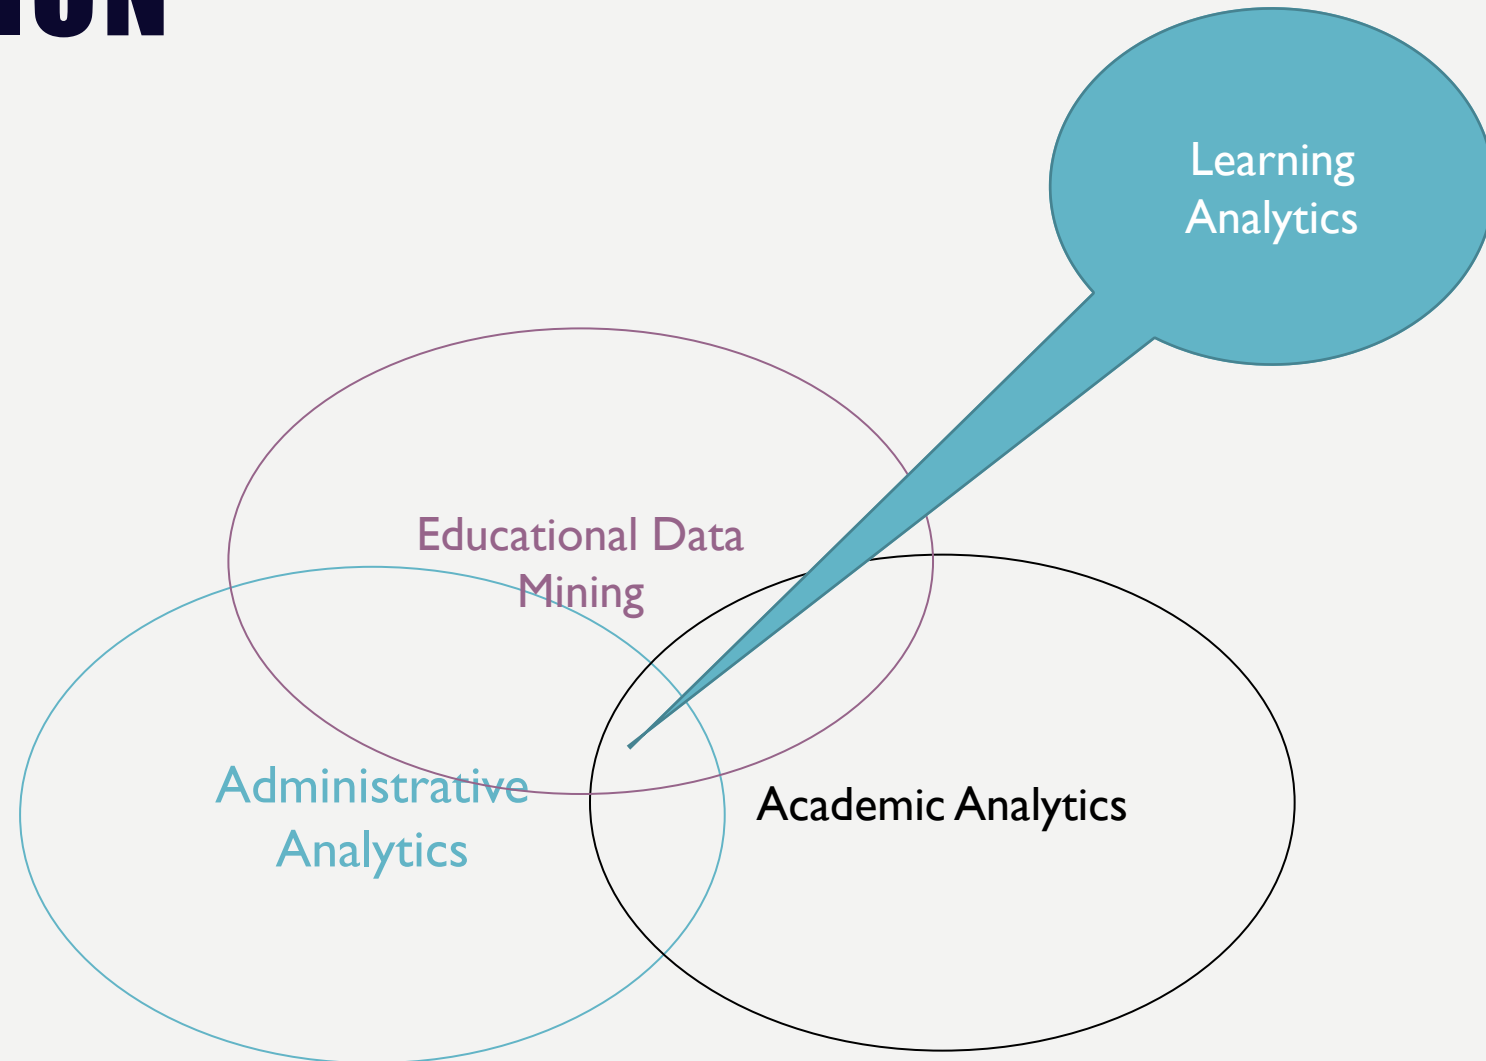 Learning
Analytics
Educational Data
Mining
Administrative
Analytics
Academic Analytics